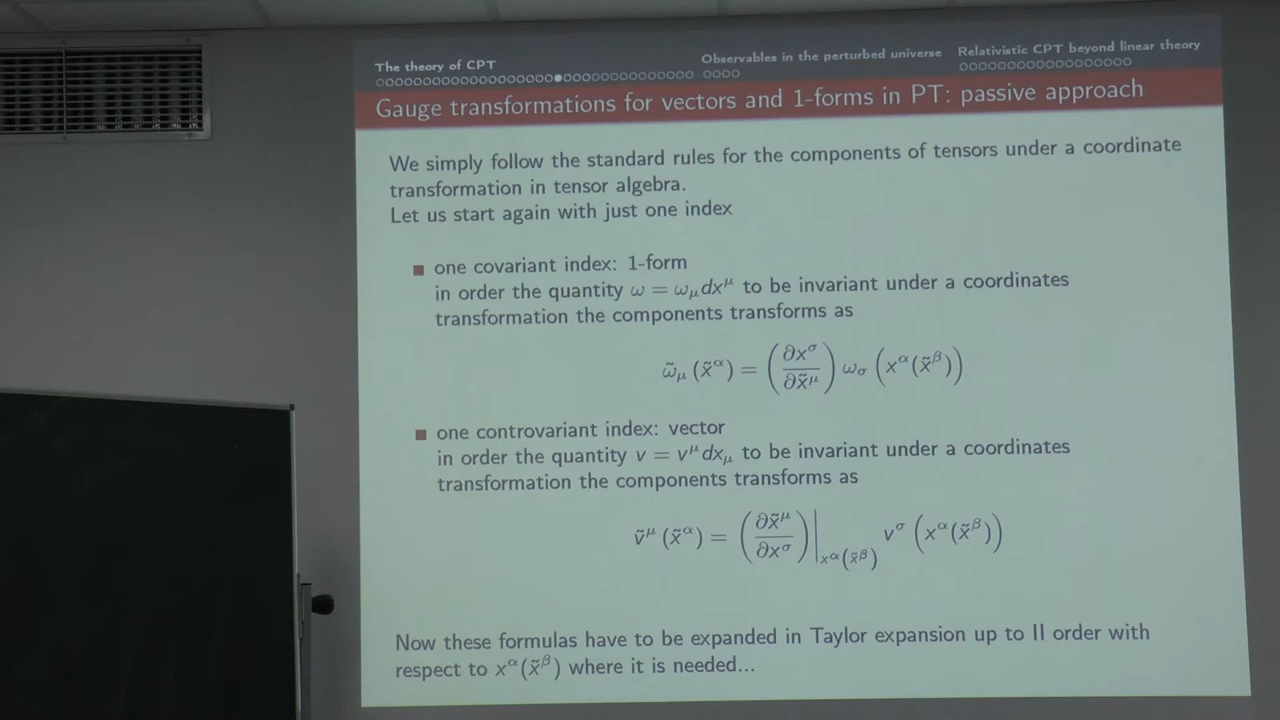 The theory of CPT
Observables in the perturbed universe
Relativistic CPT beyond linear theory
Gauge transformations for vectors and 1-forms in PT: passive approach
We simply follow the standard rules for the components of tensors under a coordinate
transformation in tensor algebra.
Let us start again with just one index
one covariant index: 1-form
in order the quantity ω = ω_μ dx^μ to be invariant under a coordinates
transformation the components transforms as
ω̃_μ (x̃^α) = (∂x^σ/∂x̃^μ) ω_σ (x^α(x̃^β))
one controvariant index: vector
in order the quantity v = v^μ dx_μ to be invariant under a coordinates
transformation the components transforms as
ṽ^μ (x̃^α) = (∂x̃^μ/∂x^σ)|_{x^α(x̃^β)} v^σ (x^α(x̃^β))
Now these formulas have to be expanded in Taylor expansion up to II order with
respect to x^α(x̃^β) where it is needed...